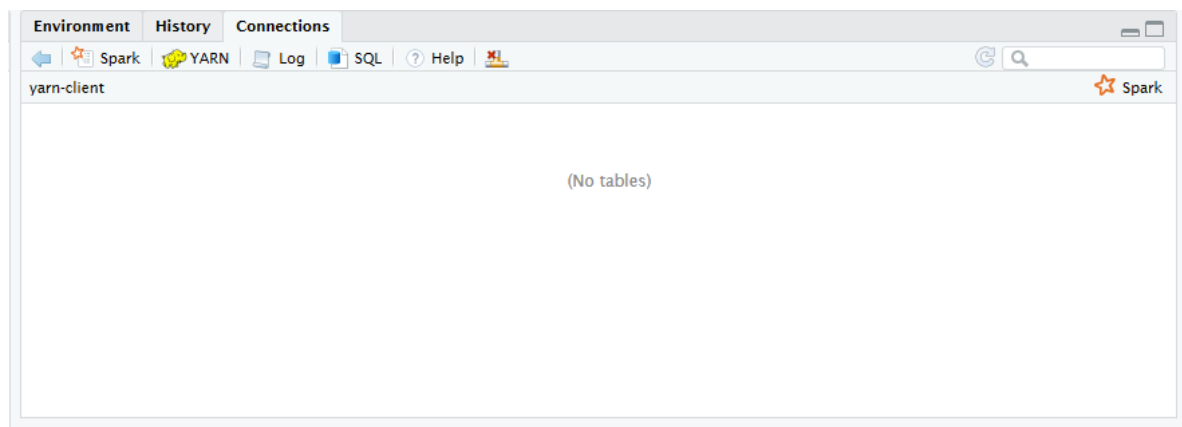 Environment History Connections
Spark YARN Log SQL ? Help
yarn-client Spark
(No tables)